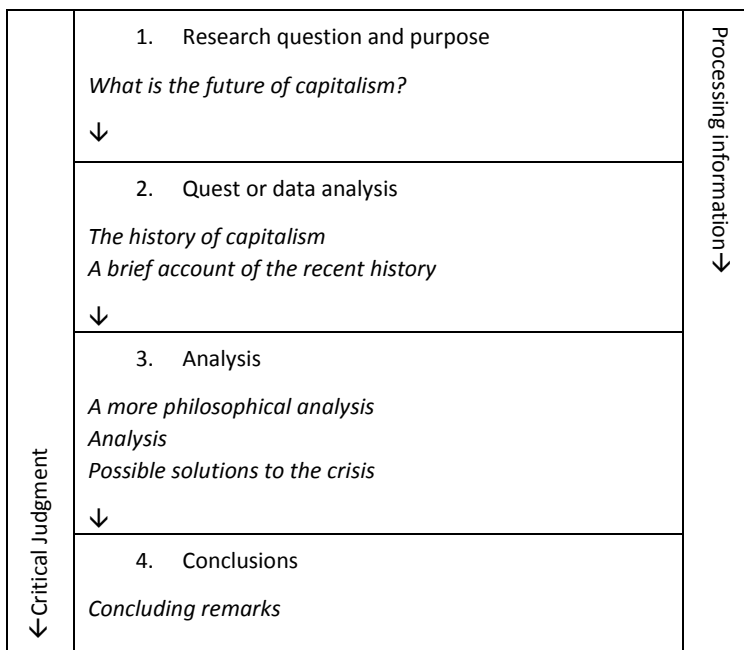 1. Research question and purpose
What is the future of capitalism?
↓
2. Quest or data analysis
The history of capitalism
A brief account of the recent history
↓
3. Analysis
A more philosophical analysis
Analysis
Possible solutions to the crisis
↓
4. Conclusions
Concluding remarks
←Critical Judgment
Processing information→